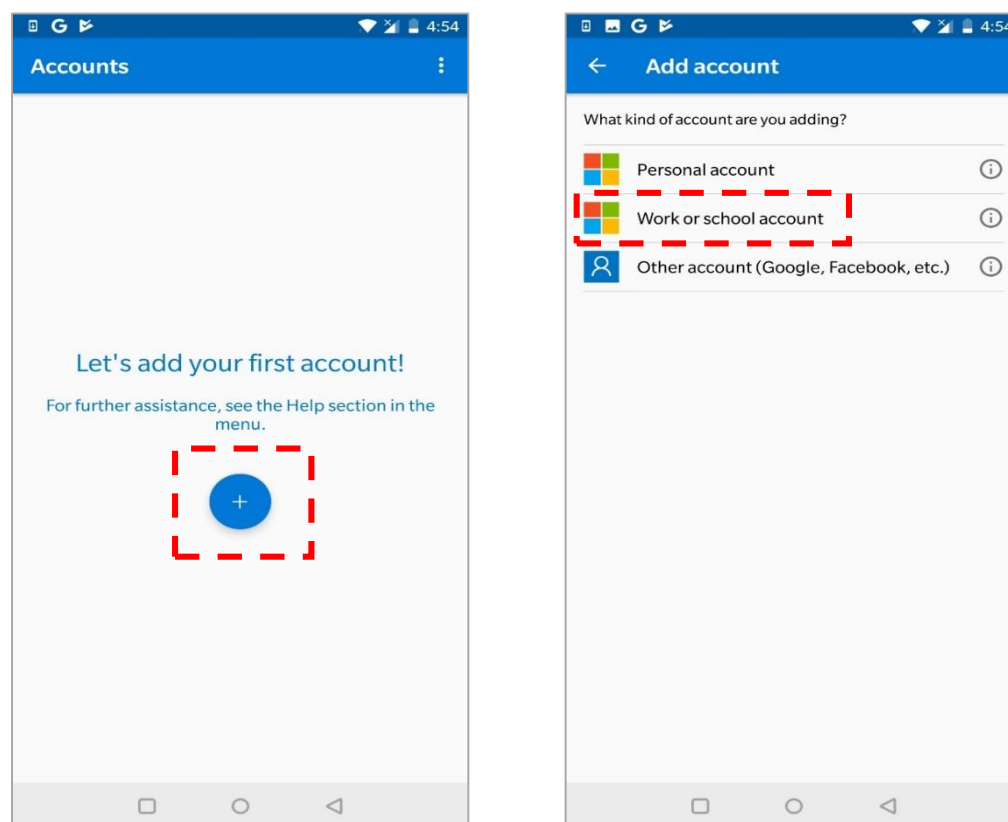 4:54
Accounts
Let's add your first account!
For further assistance, see the Help section in the
menu.
+
G
4:54
Add account
What kind of account are you adding?
Personal account
Work or school account
Other account (Google, Facebook, etc.)